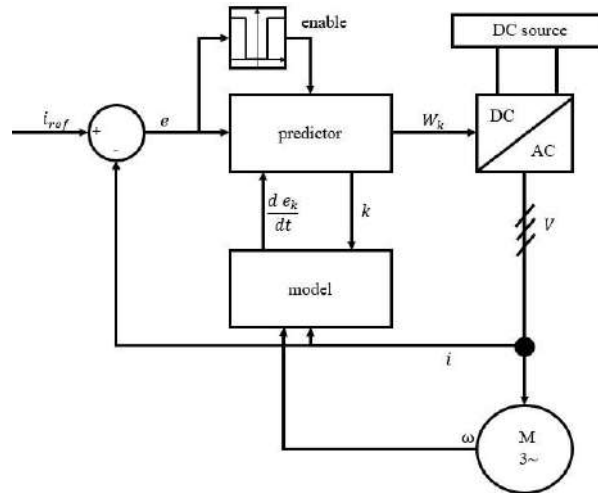 enable
DC source
i_ref
+
-
e
predictor
W_k
DC
AC
d e_k
dt
k
V
model
i
ω
M
3~